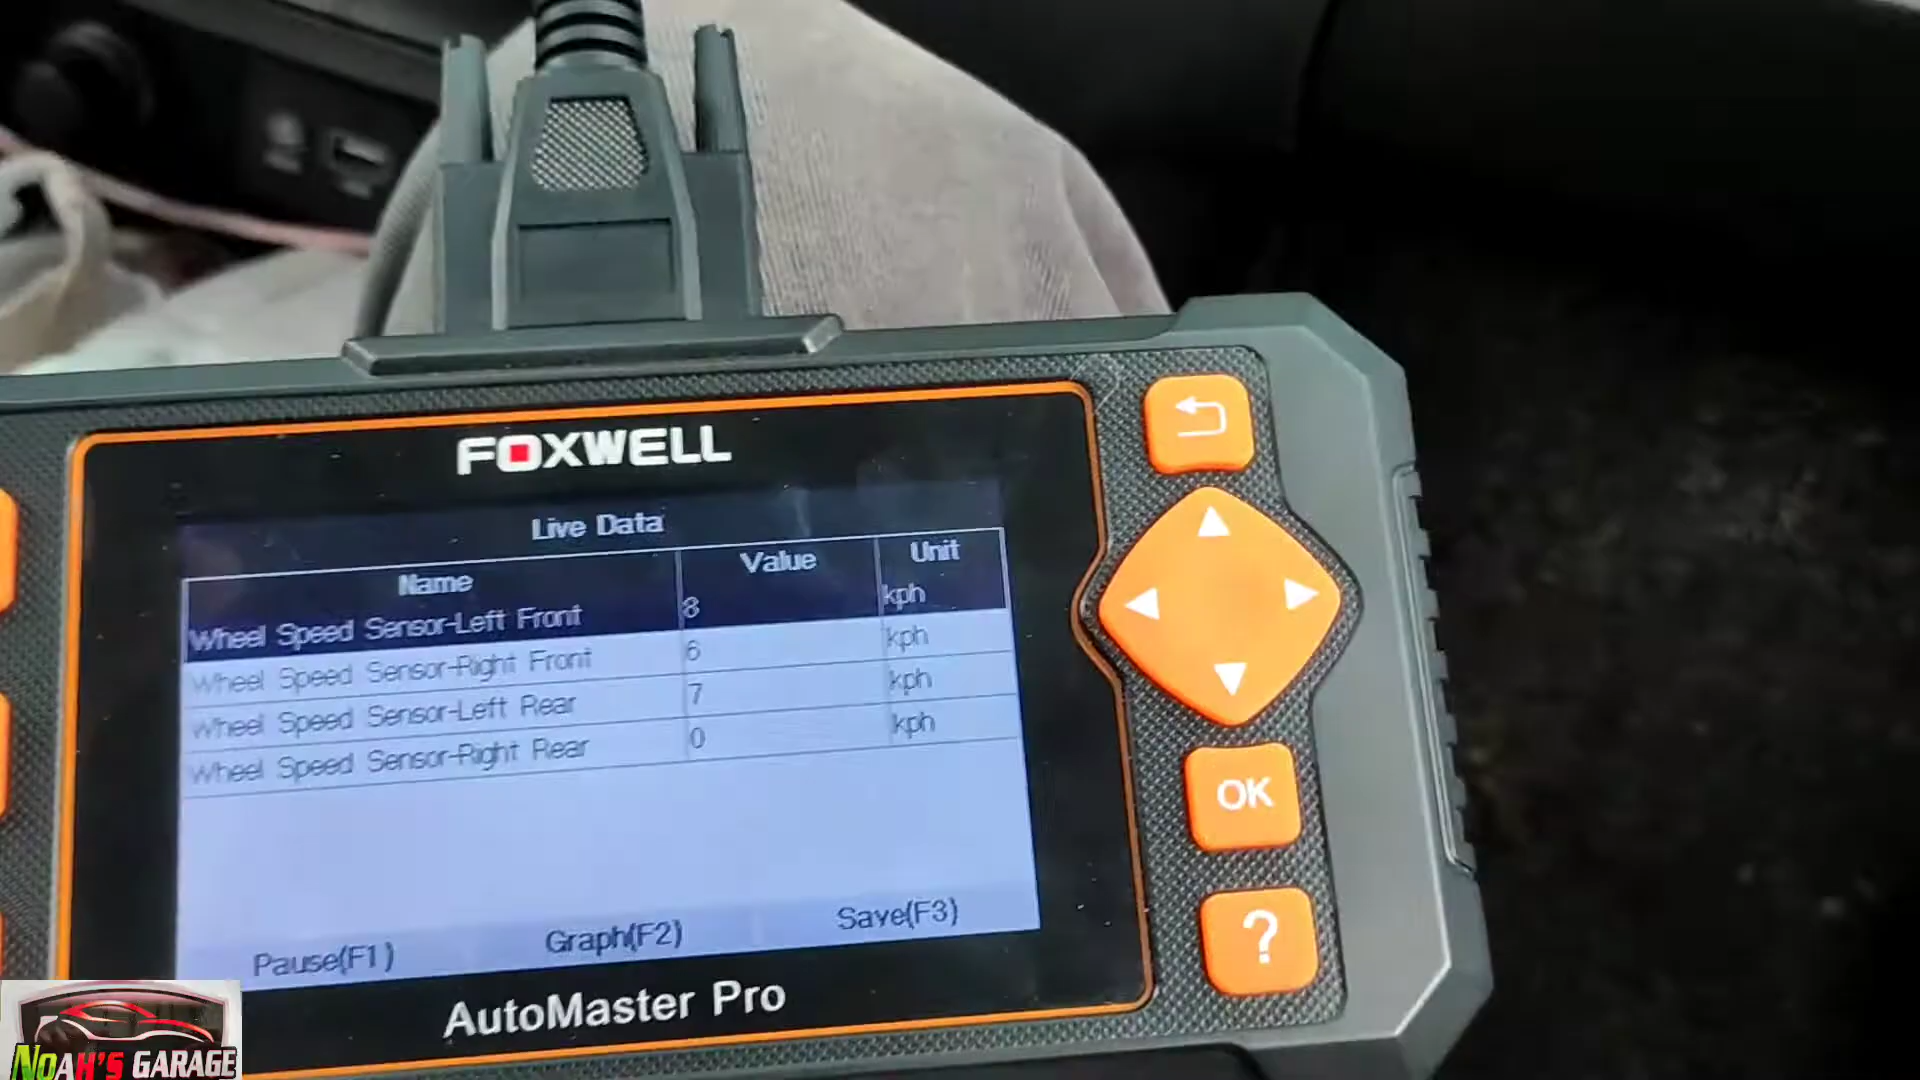 FOXWELL
Live Data
Name Value Unit
Wheel Speed Sensor-Left Front 8 kph
Wheel Speed Sensor-Right Front 6 kph
Wheel Speed Sensor-Left Rear 7 kph
Wheel Speed Sensor-Right Rear 0 kph
Pause(F1) Graph(F2) Save(F3)
AutoMaster Pro
OK
?
NOAH'S GARAGE